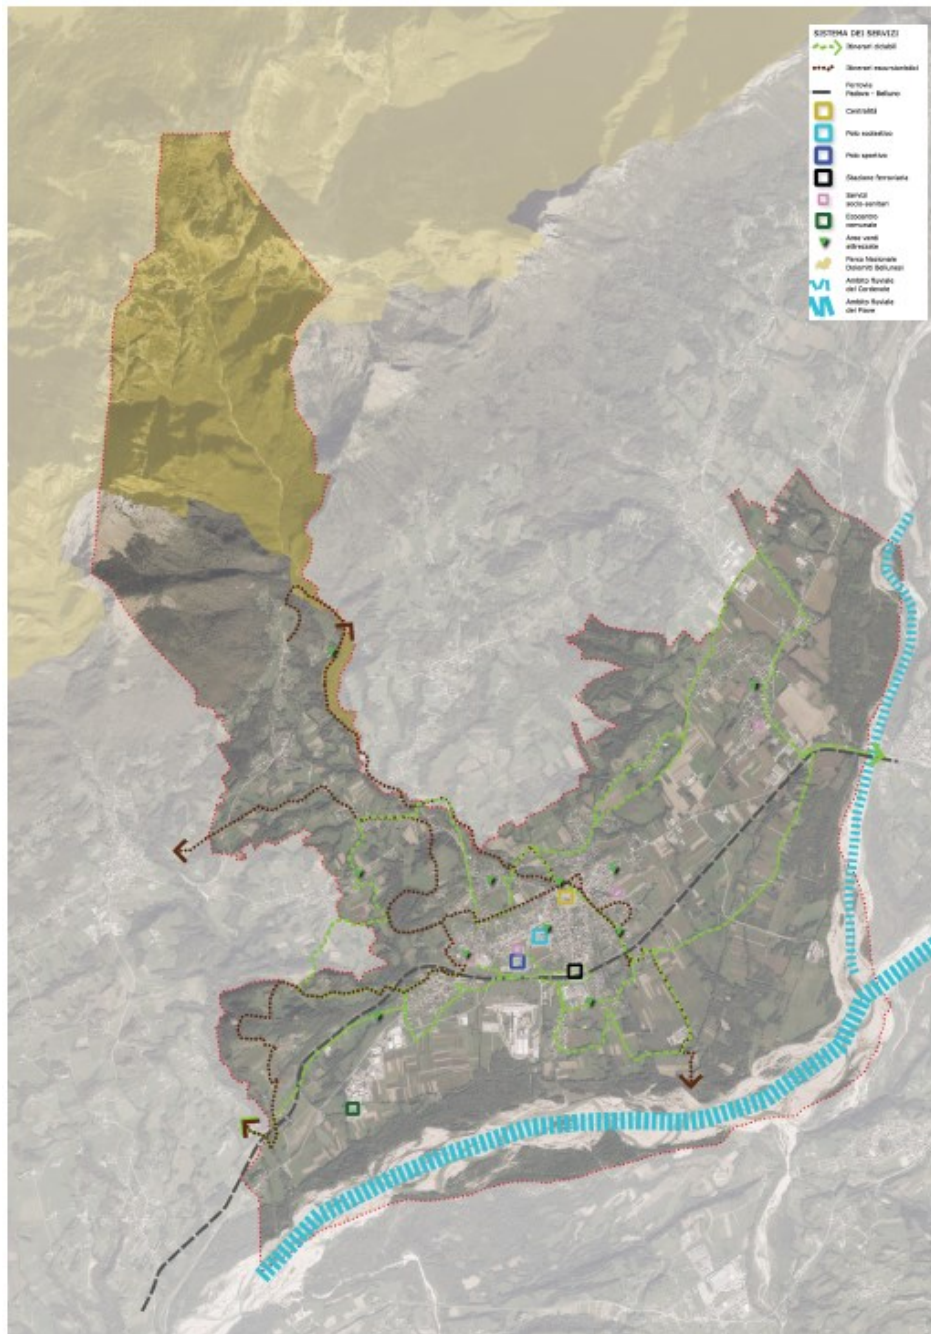 SISTEMA DEI SERVIZI
Itinerari ciclabili
Itinerari escursionistici
Ferrovia
Padova - Belluno
Centralità
Polo scolastico
Polo sportivo
Stazione ferroviaria
Servizi
socio-sanitari
Ecocentro
comunale
Aree verdi
attrezzate
Parco Nazionale
Dolomiti Bellunesi
Ambito fluviale
del Cordevole
Ambito fluviale
del Piave